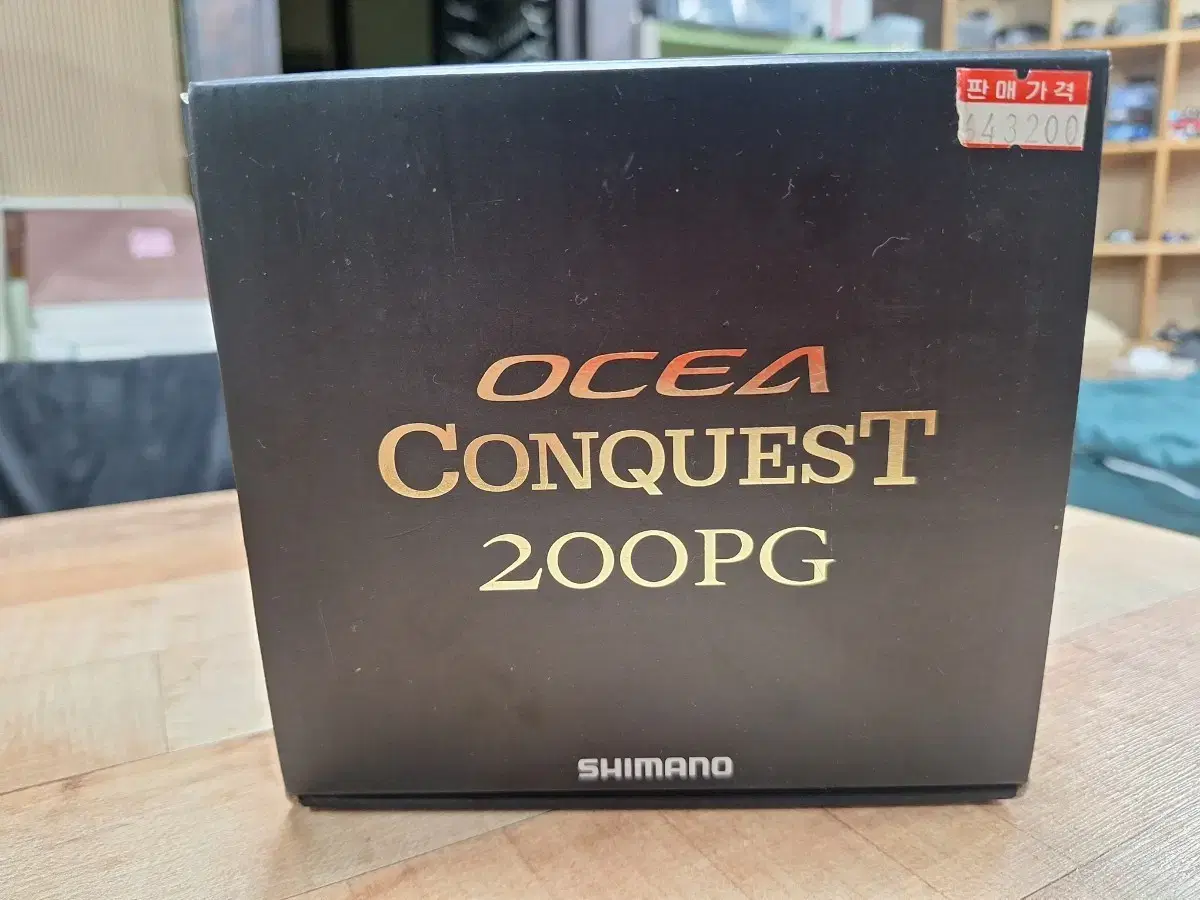 판매가격
643200
OCEA
CONQUEST
200PG
SHIMANO